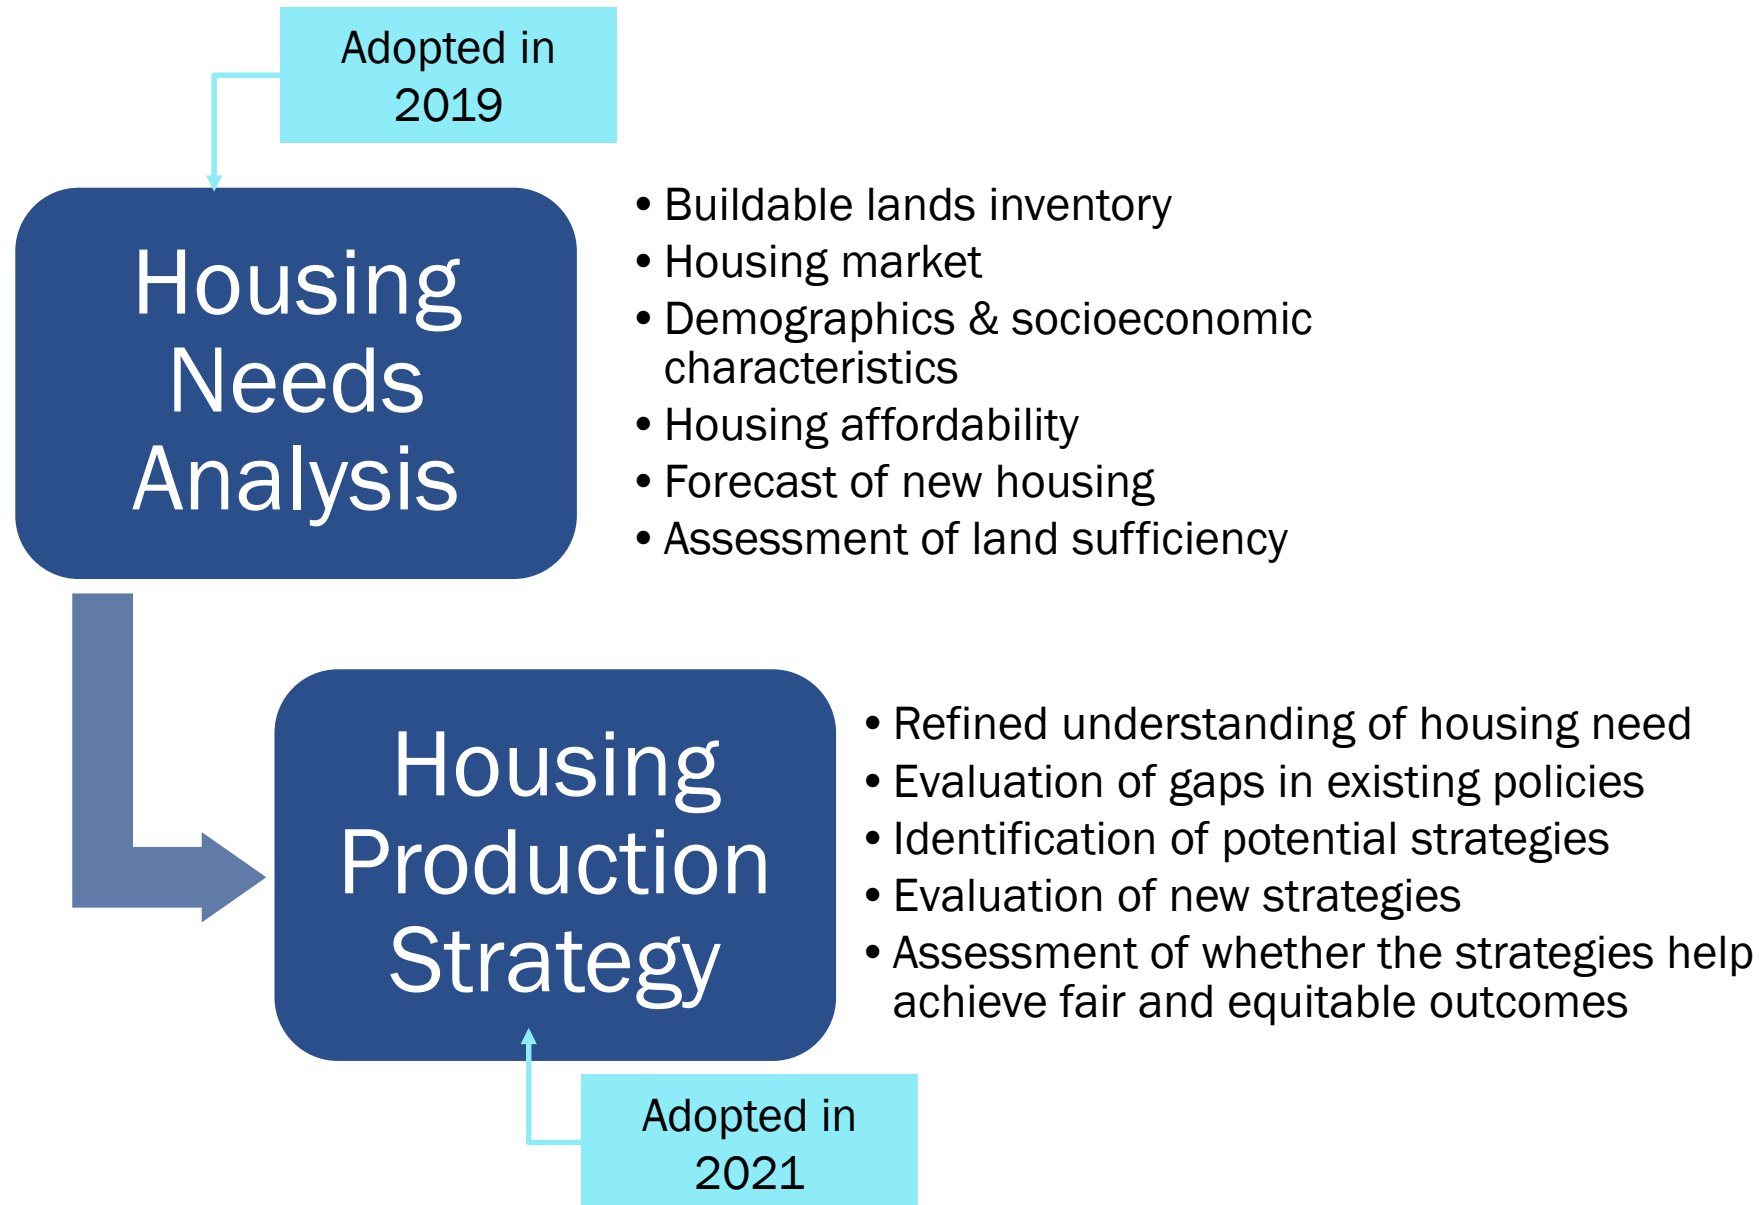 Adopted in
2019
Housing
Needs
Analysis
• Buildable lands inventory
• Housing market
• Demographics & socioeconomic
characteristics
• Housing affordability
• Forecast of new housing
• Assessment of land sufficiency
Housing
Production
Strategy
• Refined understanding of housing need
• Evaluation of gaps in existing policies
• Identification of potential strategies
• Evaluation of new strategies
• Assessment of whether the strategies help
achieve fair and equitable outcomes
Adopted in
2021